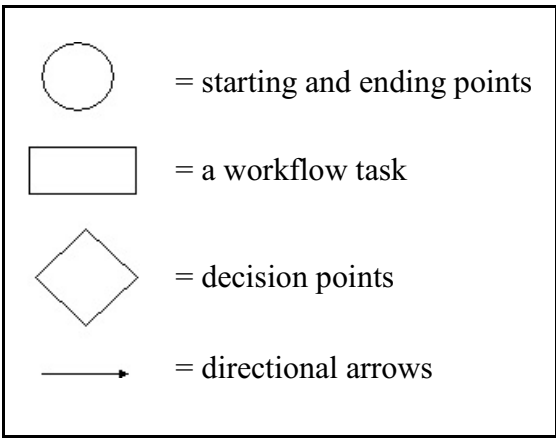 = starting and ending points
= a workflow task
= decision points
= directional arrows